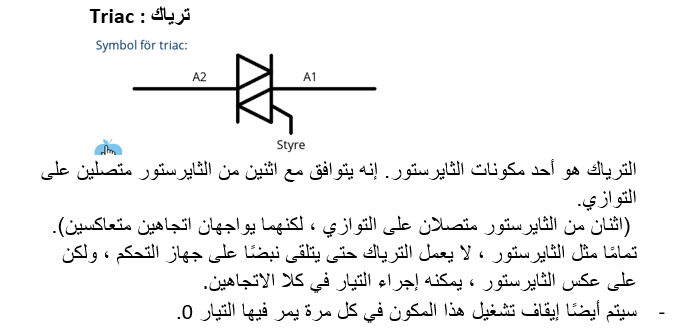 ترياك : Triac
Symbol för triac:
A2
A1
Styre
الترياك هو أحد مكونات الثايرستور. إنه يتوافق مع اثنين من الثايرستور متصلين على
التوازي.
(اثنان من الثايرستور متصلان على التوازي ، لكنهما يواجهان اتجاهين متعاكسين).
تمامًا مثل الثايرستور ، لا يعمل الترياك حتى يتلقى نبضًا على جهاز التحكم ، ولكن
على عكس الثايرستور ، يمكنه إجراء التيار في كلا الاتجاهين.
- سيتم أيضًا إيقاف تشغيل هذا المكون في كل مرة يمر فيها التيار 0.